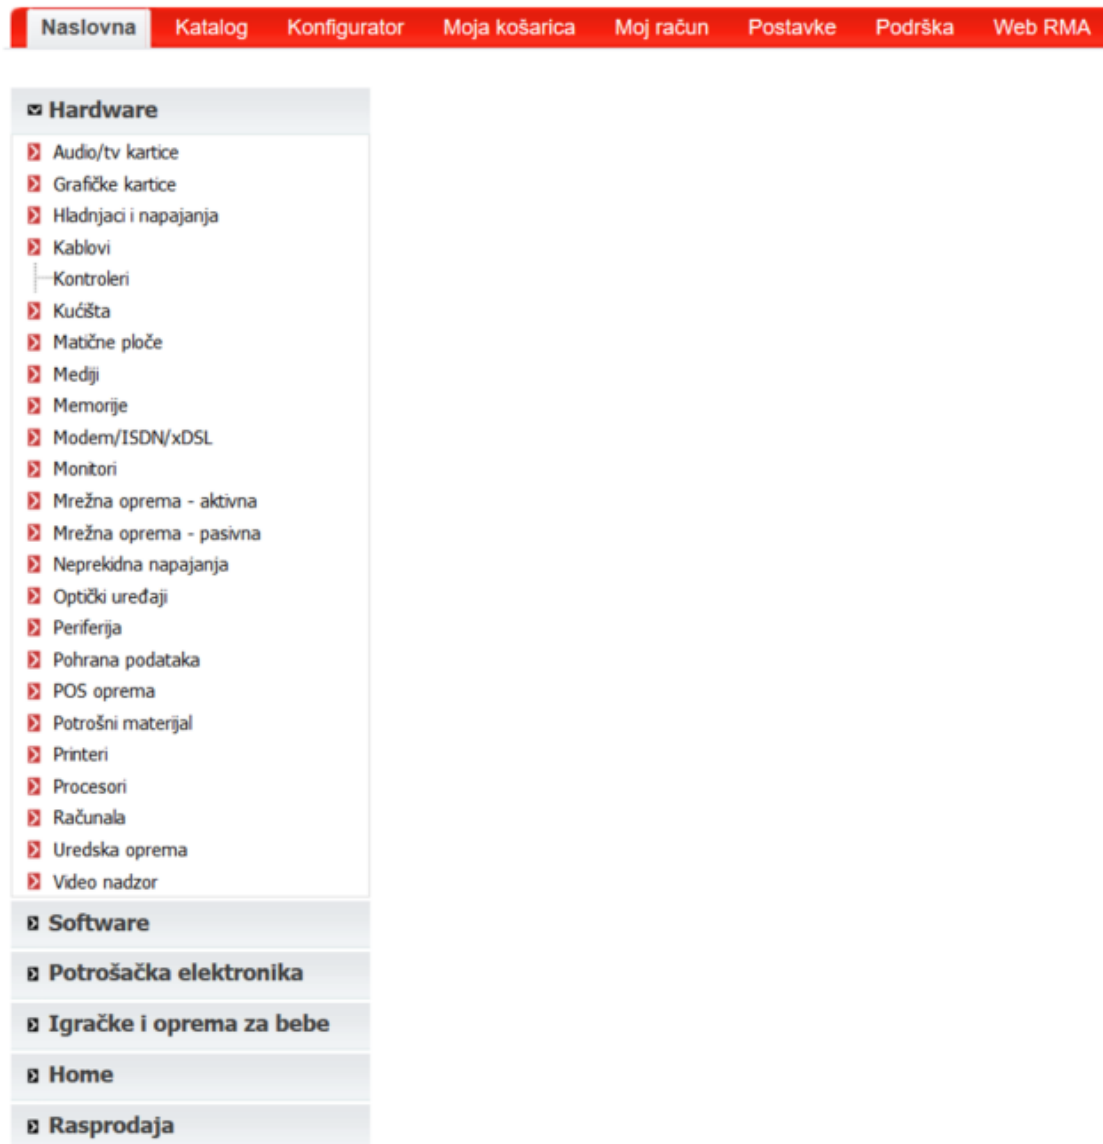 Naslovna Katalog Konfigurator Moja košarica Moj račun Postavke Podrška Web RMA
Hardware
Audio/tv kartice
Grafičke kartice
Hladnjaci i napajanja
Kablovi
Kontroleri
Kućišta
Matične ploče
Mediji
Memorije
Modem/ISDN/xDSL
Monitori
Mrežna oprema - aktivna
Mrežna oprema - pasivna
Neprekidna napajanja
Optički uređaji
Periferija
Pohrana podataka
POS oprema
Potrošni materijal
Printeri
Procesori
Računala
Uredska oprema
Video nadzor
Software
Potrošačka elektronika
Igračke i oprema za bebe
Home
Rasprodaja